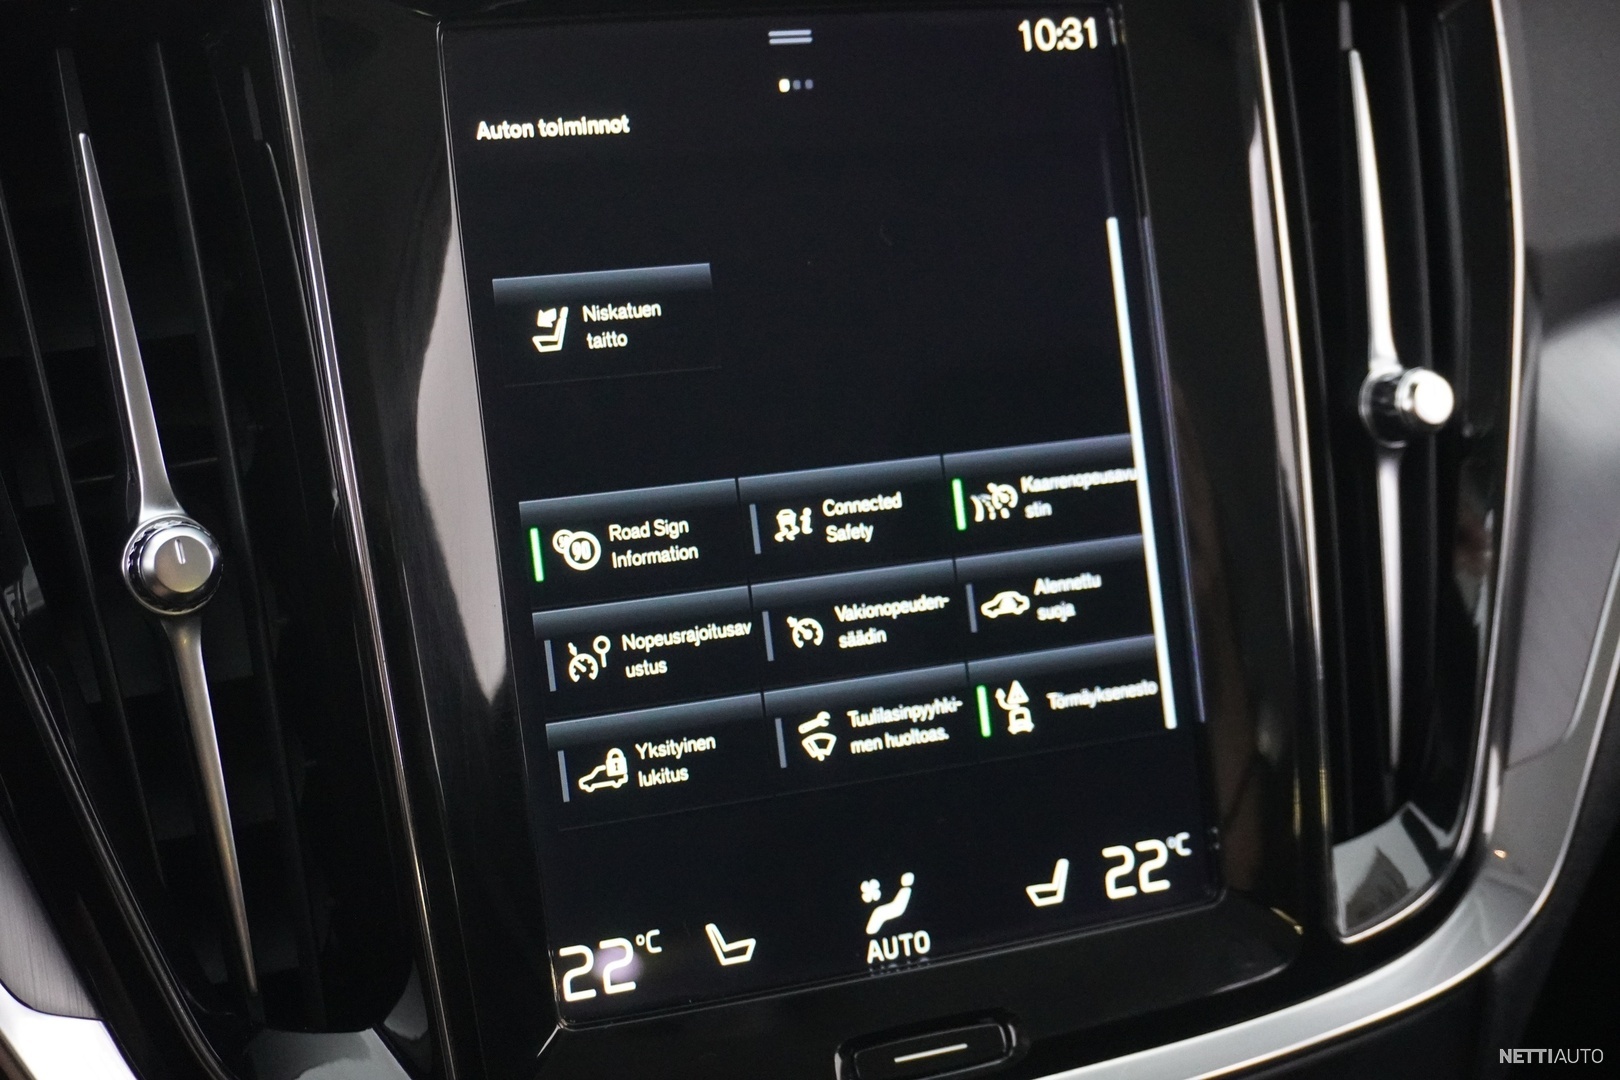 10:31
Auton toiminnot
Niskatuen
taitto
Road Sign
Information
Connected
Safety
Kaarrenopeusavu
stin
Nopeusrajoitusav
ustus
Vakionopeuden-
säädin
Alennettu
suoja
Yksityinen
lukitus
Tuulilasinpyyhki-
men huoltoas.
Törmäyksenesto
22°C
AUTO
22°C
NETTIAUTO